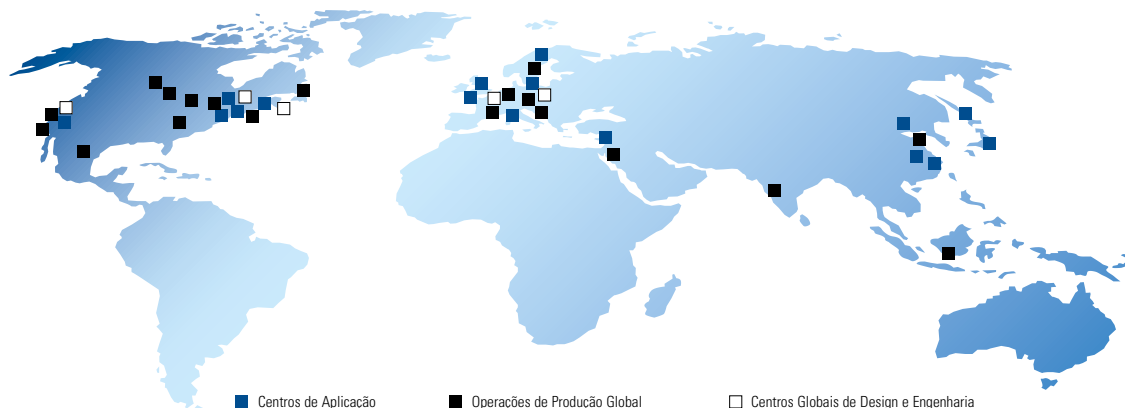 Centros de Aplicação
Operações de Produção Global
Centros Globais de Design e Engenharia